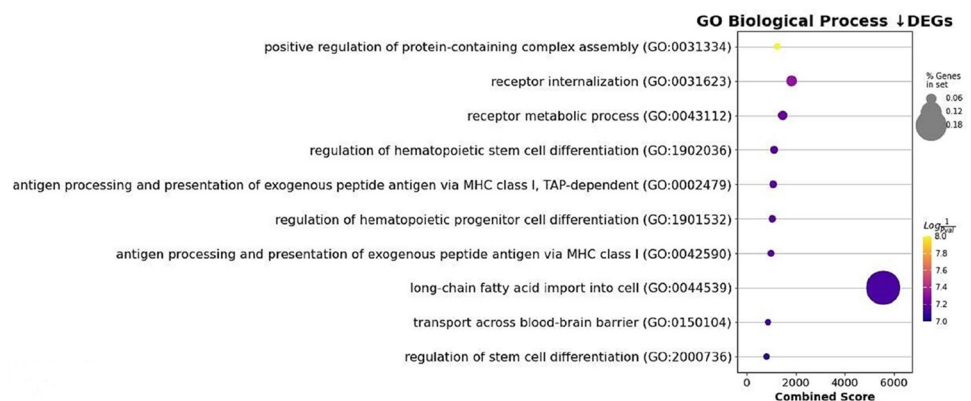 GO Biological Process ↓DEGs
positive regulation of protein-containing complex assembly (GO:0031334)
receptor internalization (GO:0031623)
receptor metabolic process (GO:0043112)
regulation of hematopoietic stem cell differentiation (GO:1902036)
antigen processing and presentation of exogenous peptide antigen via MHC class I, TAP-dependent (GO:0002479)
regulation of hematopoietic progenitor cell differentiation (GO:1901532)
antigen processing and presentation of exogenous peptide antigen via MHC class I (GO:0042590)
long-chain fatty acid import into cell (GO:0044539)
transport across blood-brain barrier (GO:0150104)
regulation of stem cell differentiation (GO:2000736)
0 2000 4000 6000
Combined Score
% Genes
in set
0.06
0.12
0.18
Log 1/Pval
8.0
7.8
7.6
7.4
7.2
7.0